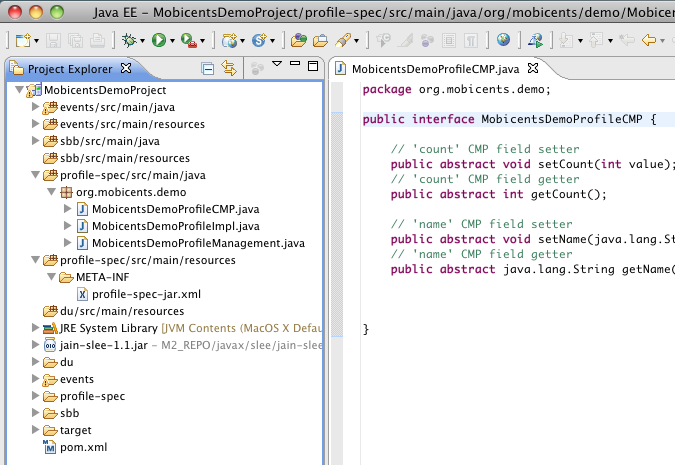 Java EE – MobicentsDemoProject/profile-spec/src/main/java/org/mobicents/demo/Mobicen
Project Explorer
MobicentsDemoProject
events/src/main/java
events/src/main/resources
sbb/src/main/java
sbb/src/main/resources
profile-spec/src/main/java
org.mobicents.demo
MobicentsDemoProfileCMP.java
MobicentsDemoProfileImpl.java
MobicentsDemoProfileManagement.java
profile-spec/src/main/resources
META-INF
profile-spec-jar.xml
du/src/main/resources
JRE System Library [JVM Contents (MacOS X Defau
jain-slee-1.1.jar – M2_REPO/javax/slee/jain-slee
du
events
profile-spec
sbb
target
pom.xml
MobicentsDemoProfileCMP.java
package org.mobicents.demo;
public interface MobicentsDemoProfileCMP {
// 'count' CMP field setter
public abstract void setCount(int value);
// 'count' CMP field getter
public abstract int getCount();
// 'name' CMP field setter
public abstract void setName(java.lang.St
// 'name' CMP field getter
public abstract java.lang.String getName(
}